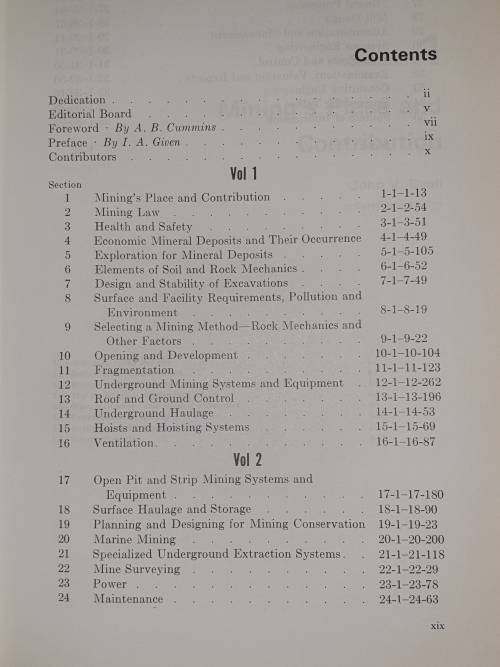 Contents
Dedication . . . . . . . . . . . . . . ii
Editorial Board . . . . . . . . . . . . . v
Foreword · By A. B. Cummins . . . . . . . . . vii
Preface · By I. A. Given . . . . . . . . . . ix
Contributors . . . . . . . . . . . . . x
Vol 1
Section
1 Mining's Place and Contribution . . . . . 1-1-1-13
2 Mining Law . . . . . . . . . . 2-1-2-54
3 Health and Safety . . . . . . . . . 3-1-3-51
4 Economic Mineral Deposits and Their Occurrence 4-1-4-49
5 Exploration for Mineral Deposits . . . . . 5-1-5-105
6 Elements of Soil and Rock Mechanics . . . . 6-1-6-52
7 Design and Stability of Excavations . . . . 7-1-7-49
8 Surface and Facility Requirements, Pollution and
Environment . . . . . . . . . . 8-1-8-19
9 Selecting a Mining Method—Rock Mechanics and
Other Factors . . . . . . . . . 9-1-9-22
10 Opening and Development . . . . . . . 10-1-10-104
11 Fragmentation . . . . . . . . . . 11-1-11-123
12 Underground Mining Systems and Equipment . 12-1-12-262
13 Roof and Ground Control . . . . . . . 13-1-13-196
14 Underground Haulage . . . . . . . . 14-1-14-53
15 Hoists and Hoisting Systems . . . . . . 15-1-15-69
16 Ventilation . . . . . . . . . . . 16-1-16-87
Vol 2
17 Open Pit and Strip Mining Systems and
Equipment . . . . . . . . . . 17-1-17-180
18 Surface Haulage and Storage . . . . . . 18-1-18-90
19 Planning and Designing for Mining Conservation 19-1-19-23
20 Marine Mining . . . . . . . . . . 20-1-20-200
21 Specialized Underground Extraction Systems . . 21-1-21-118
22 Mine Surveying . . . . . . . . . 22-1-22-29
23 Power . . . . . . . . . . . . 23-1-23-78
24 Maintenance . . . . . . . . . . 24-1-24-63
xix